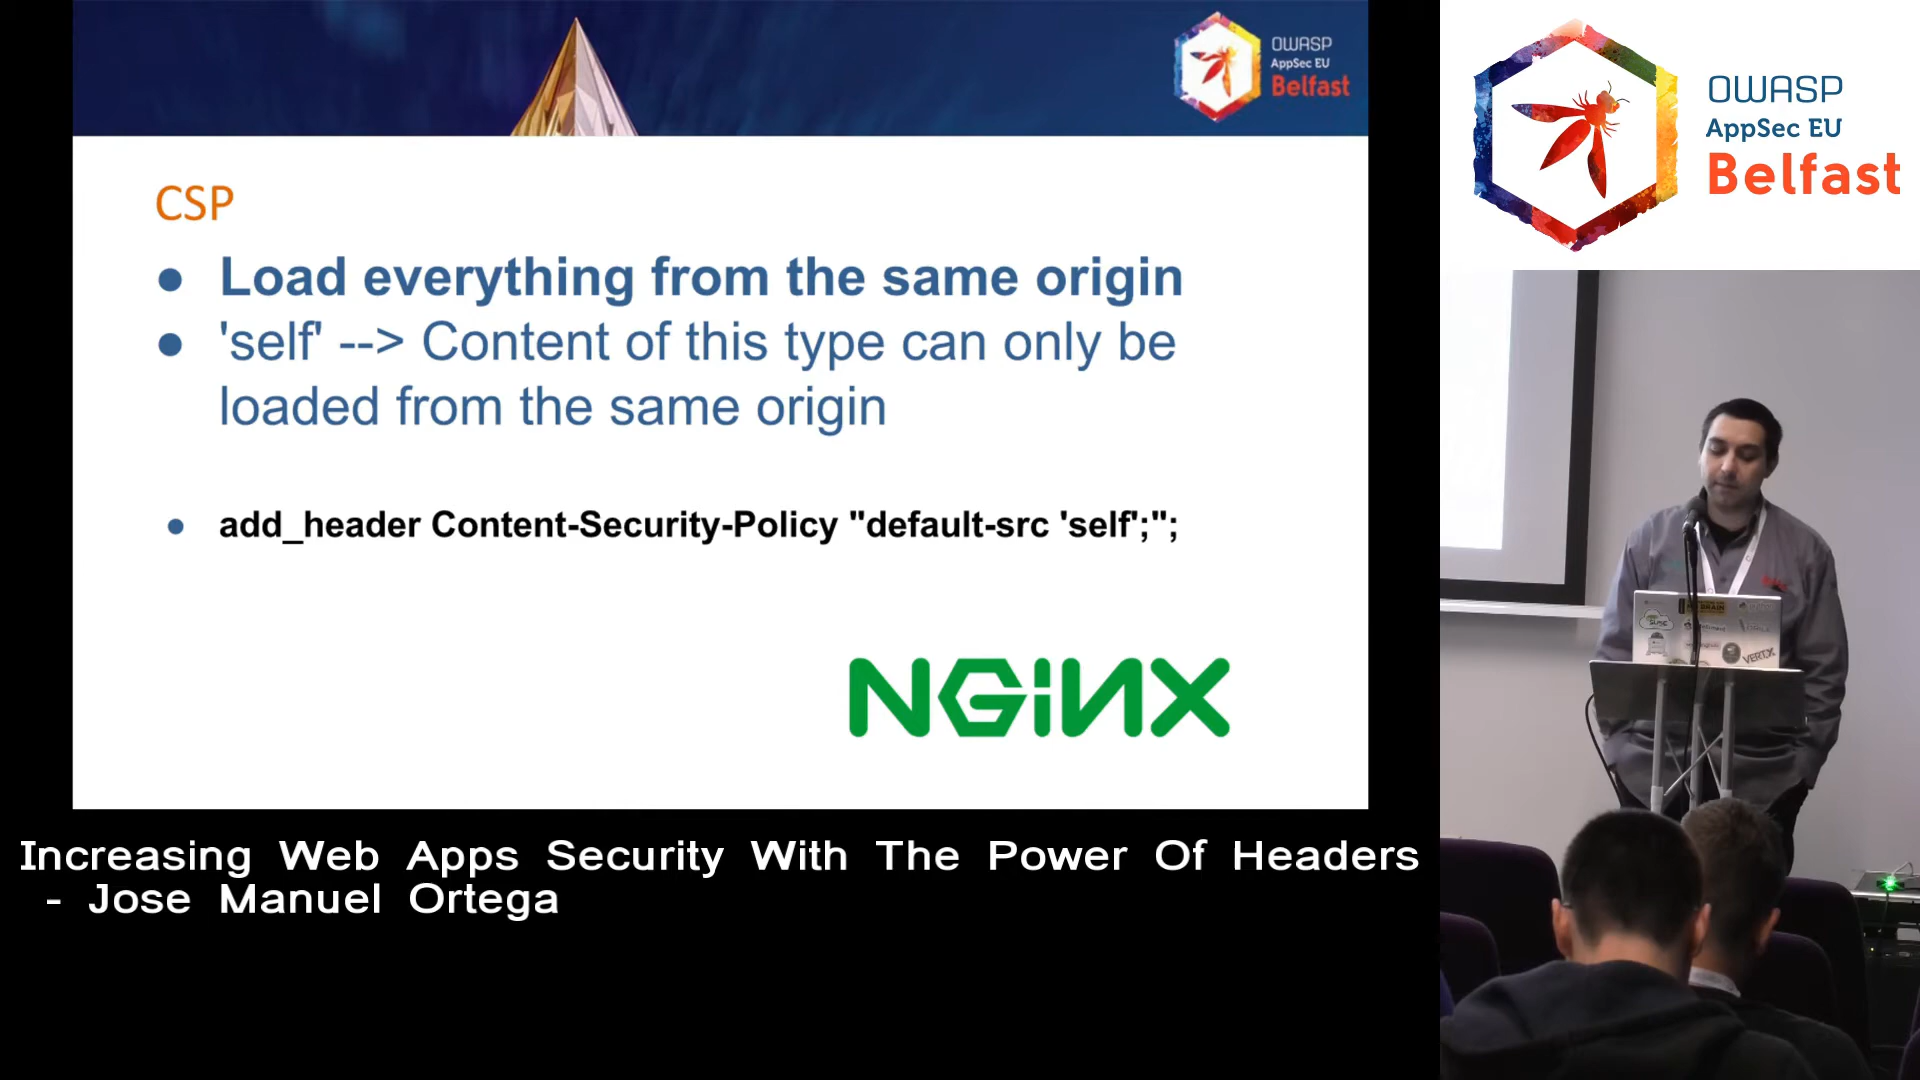 OWASP
AppSec EU
Belfast
CSP
● Load everything from the same origin
● 'self' --> Content of this type can only be
loaded from the same origin
● add_header Content-Security-Policy "default-src 'self';";
NGINX
Increasing Web Apps Security With The Power Of Headers
- Jose Manuel Ortega
OWASP
AppSec EU
Belfast
BRAIN
VERT.X